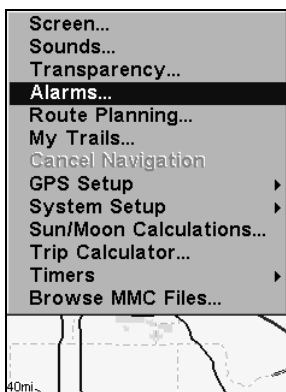 Screen...
Sounds...
Transparency...
Alarms...
Route Planning...
My Trails...
Cancel Navigation
GPS Setup
System Setup
Sun/Moon Calculations...
Trip Calculator...
Timers
Browse MMC Files...
40mi